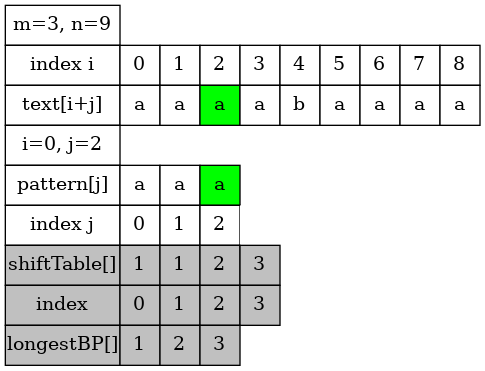 m=3, n=9
index i 0 1 2 3 4 5 6 7 8
text[i+j] a a a a b a a a a
i=0, j=2
pattern[j] a a a
index j 0 1 2
shiftTable[] 1 1 2 3
index 0 1 2 3
longestBP[] 1 2 3